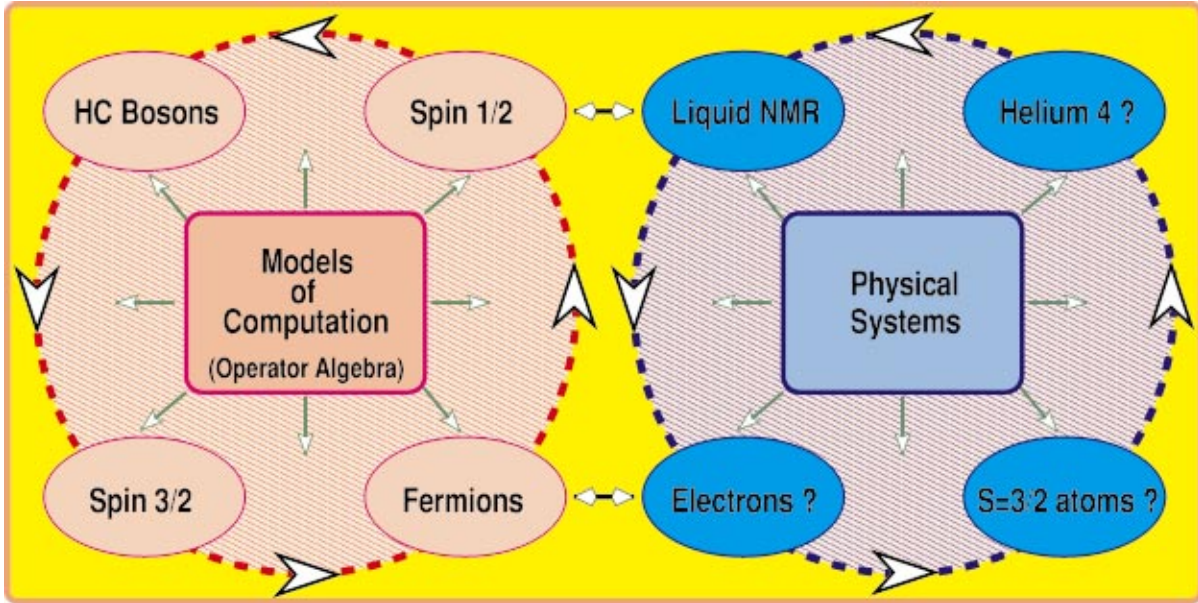 HC Bosons
Spin 1/2
Models
of
Computation
(Operator Algebra)
Spin 3/2
Fermions
Liquid NMR
Helium 4 ?
Physical
Systems
Electrons ?
S=3/2 atoms ?